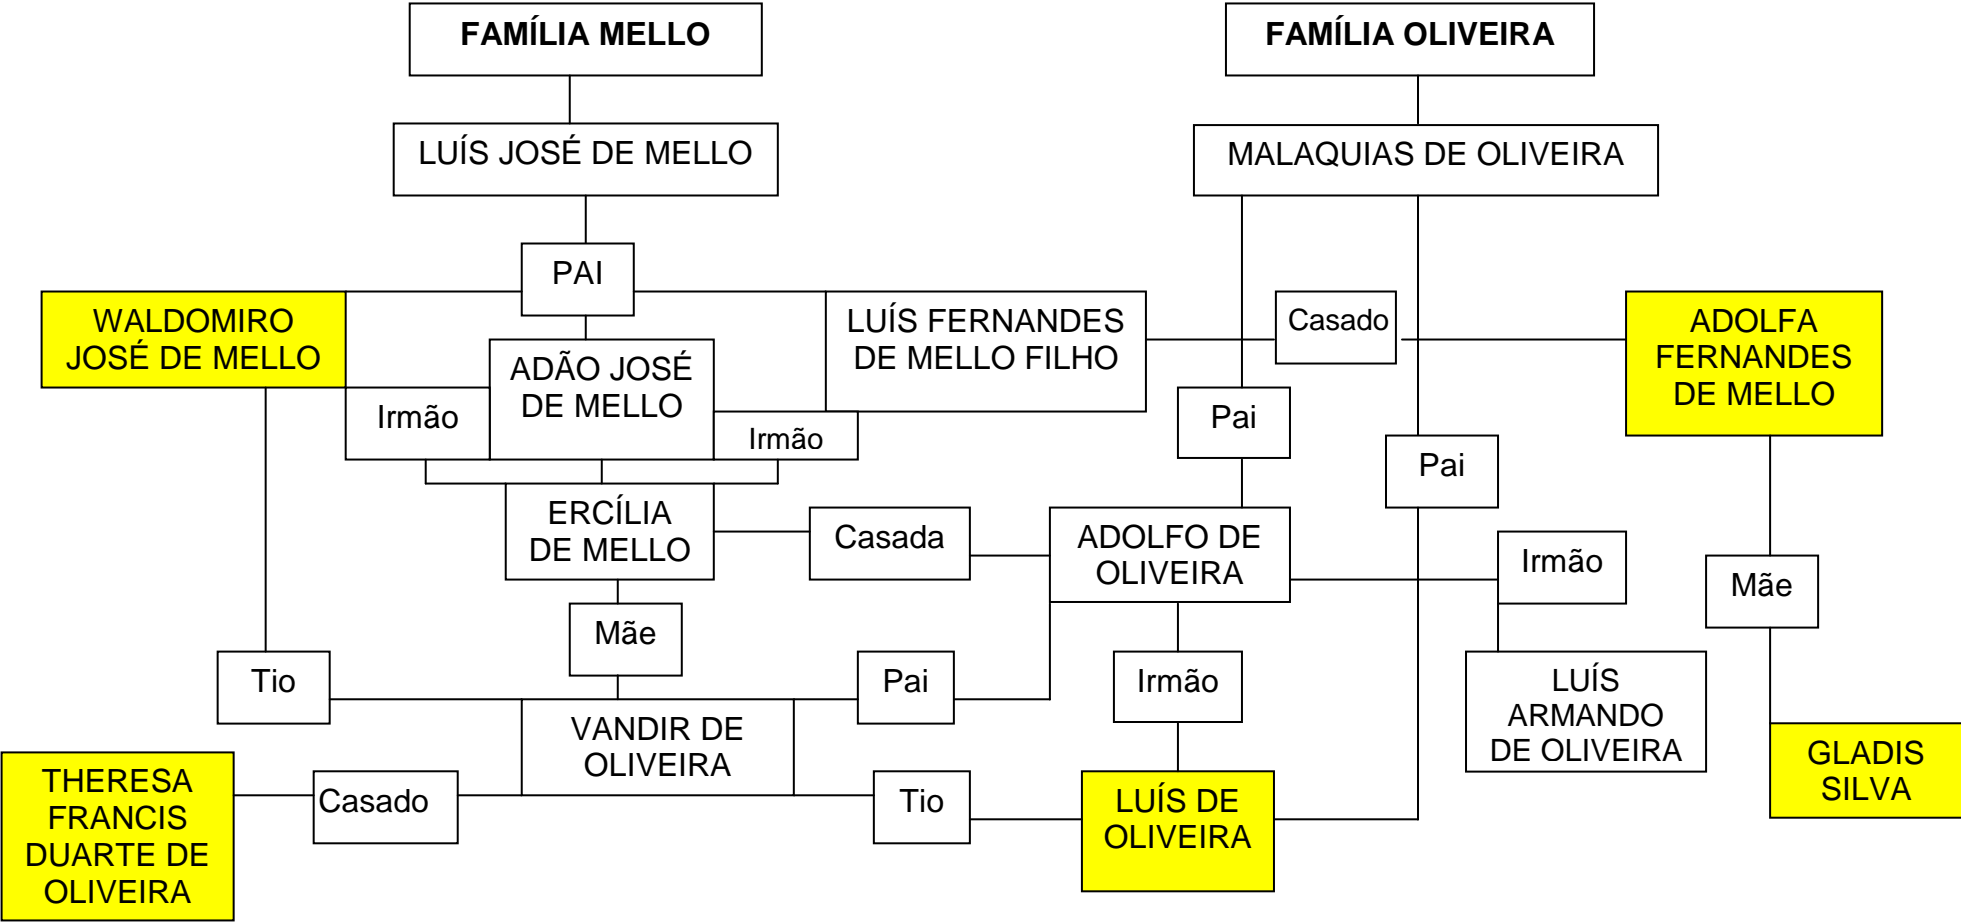 FAMÍLIA MELLO
FAMÍLIA OLIVEIRA
LUÍS JOSÉ DE MELLO
MALAQUIAS DE OLIVEIRA
PAI
WALDOMIRO
JOSÉ DE MELLO
ADÃO JOSÉ
DE MELLO
LUÍS FERNANDES
DE MELLO FILHO
Casado
ADOLFA
FERNANDES
DE MELLO
Irmão
Irmão
Pai
Pai
ERCÍLIA
DE MELLO
Casada
ADOLFO DE
OLIVEIRA
Irmão
Mãe
Mãe
Tio
Pai
Irmão
LUÍS
ARMANDO
DE OLIVEIRA
VANDIR DE
OLIVEIRA
GLADIS
SILVA
THERESA
FRANCIS
DUARTE DE
OLIVEIRA
Casado
Tio
LUÍS DE
OLIVEIRA